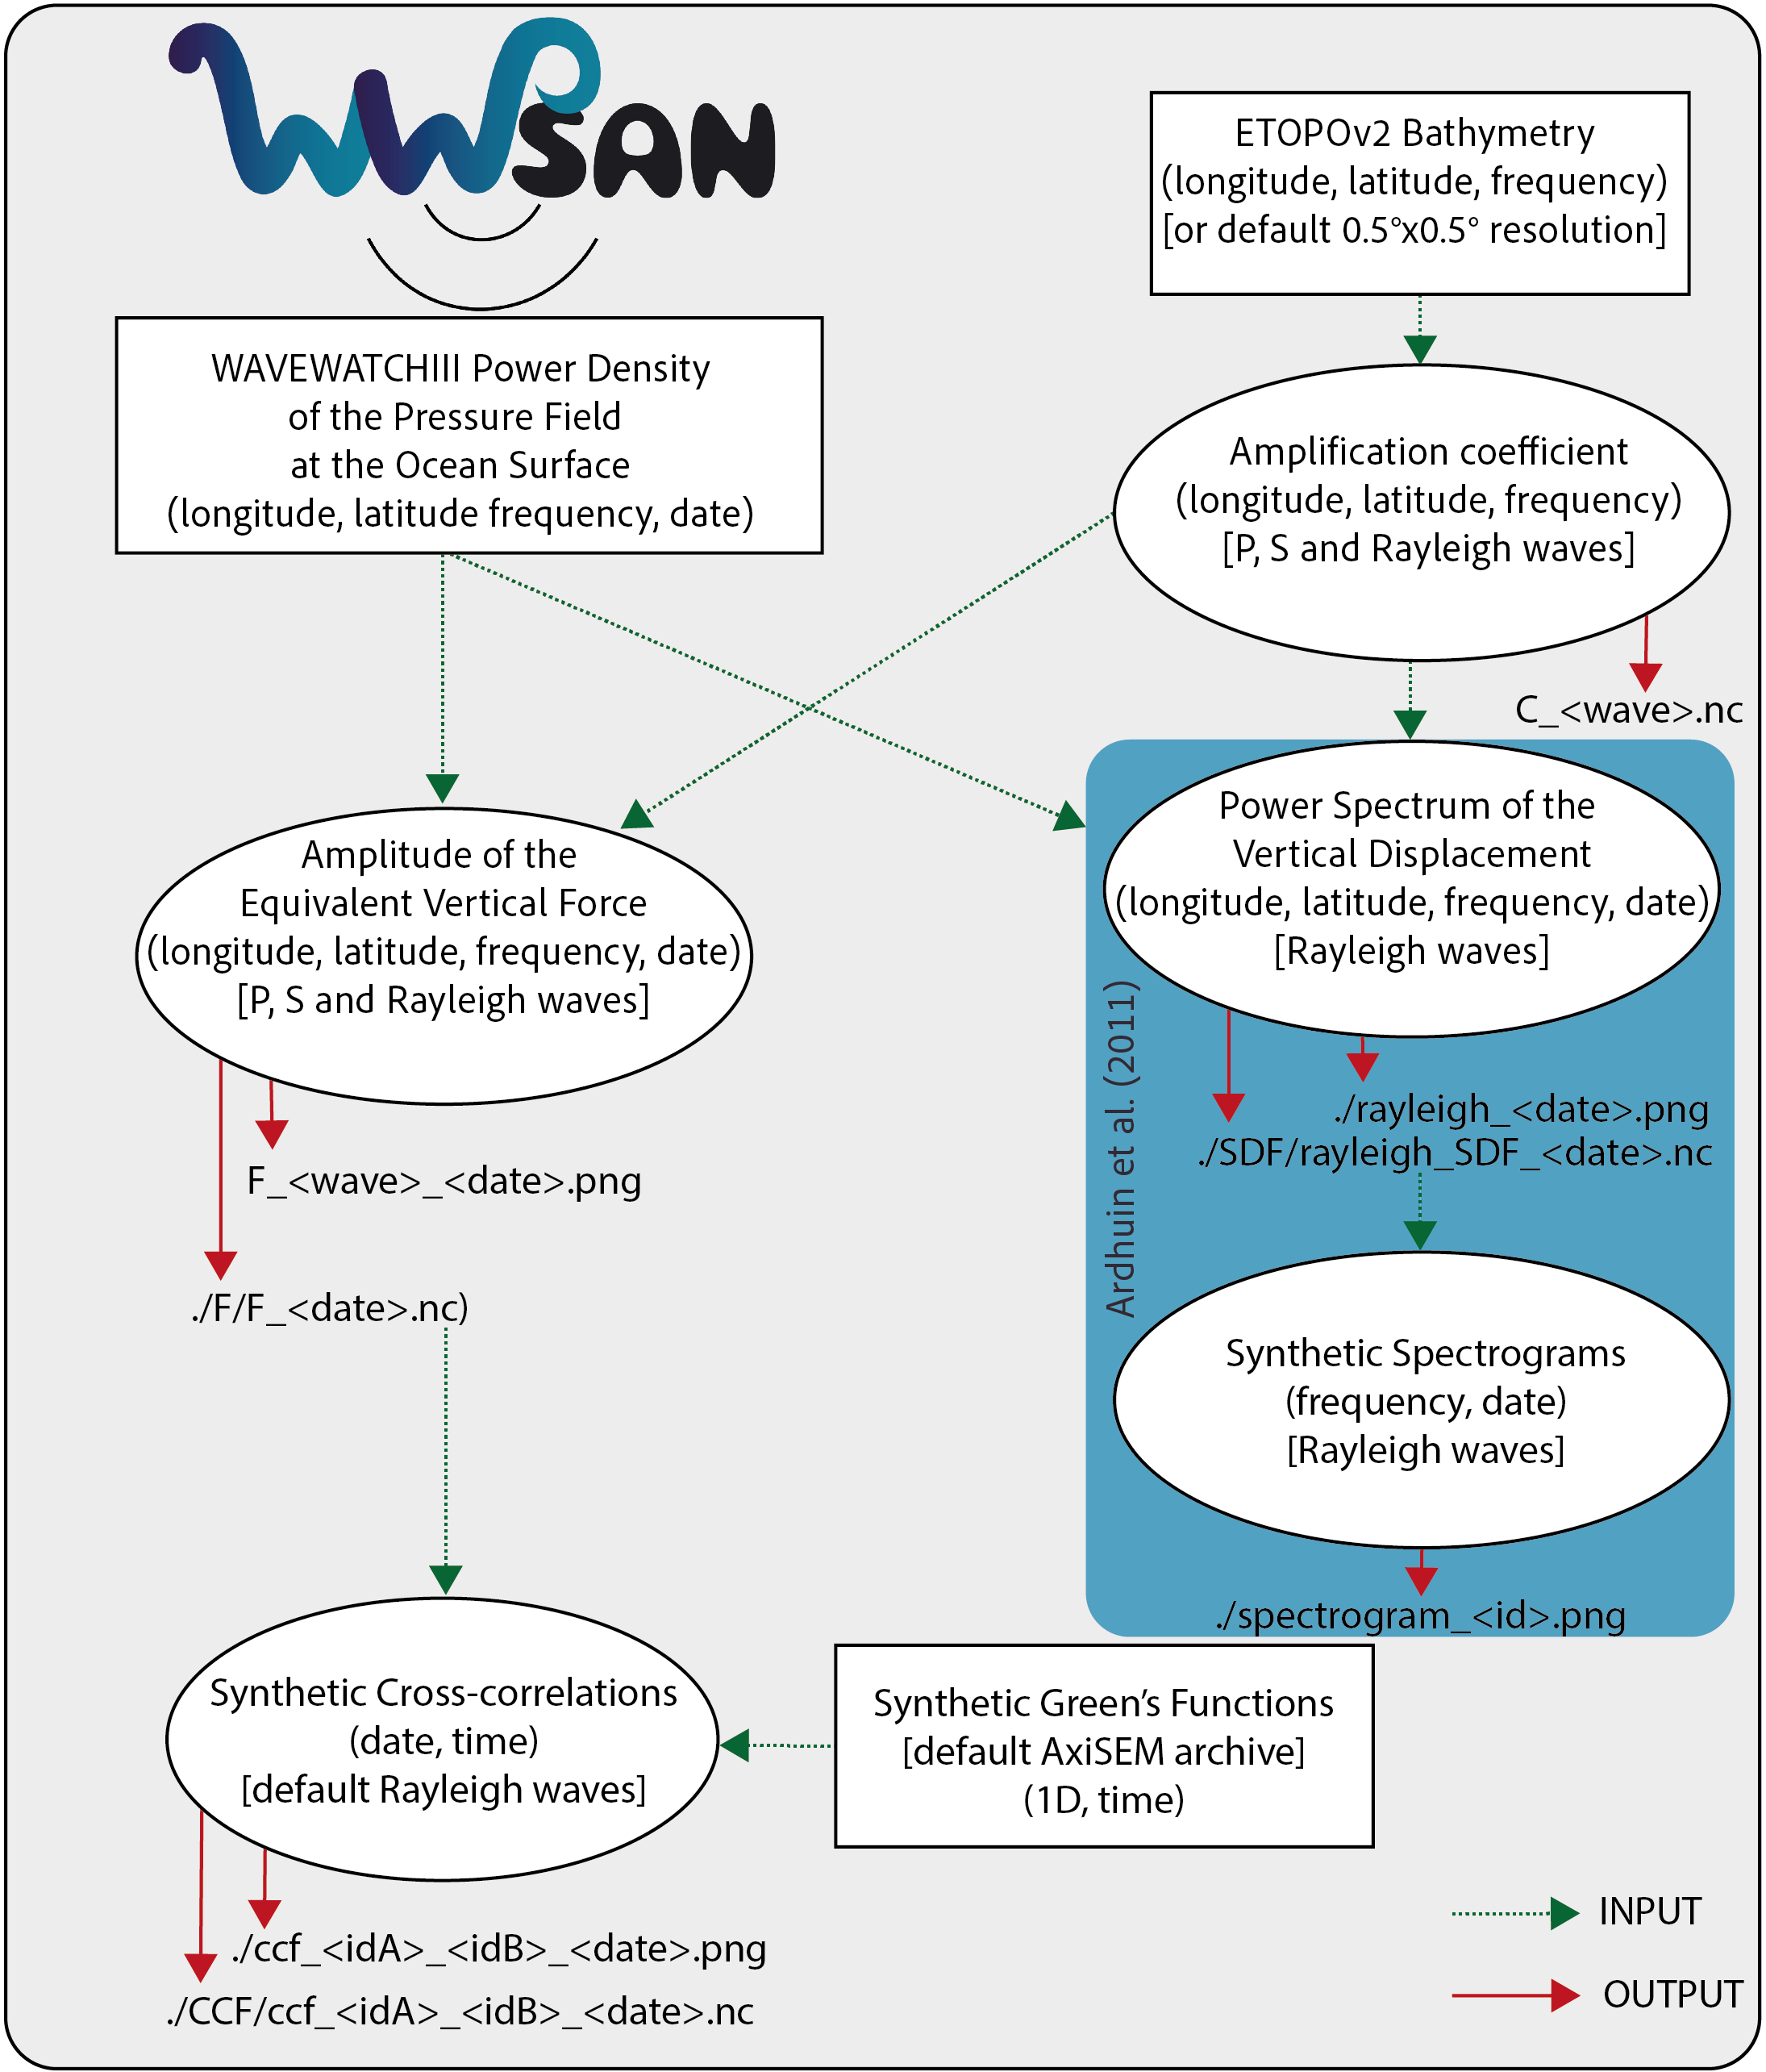 WWSAN
ETOPOv2 Bathymetry
(longitude, latitude, frequency)
[or default 0.5°x0.5° resolution]
WAVEWATCHIII Power Density
of the Pressure Field
at the Ocean Surface
(longitude, latitude frequency, date)
Amplification coefficient
(longitude, latitude, frequency)
[P, S and Rayleigh waves]
C_<wave>.nc
Amplitude of the
Equivalent Vertical Force
(longitude, latitude, frequency, date)
[P, S and Rayleigh waves]
F_<wave>_<date>.png
./F/F_<date>.nc)
Ardhuin et al. (2011)
Power Spectrum of the
Vertical Displacement
(longitude, latitude, frequency, date)
[Rayleigh waves]
./rayleigh_<date>.png
./SDF/rayleigh_SDF_<date>.nc
Synthetic Spectrograms
(frequency, date)
[Rayleigh waves]
./spectrogram_<id>.png
Synthetic Cross-correlations
(date, time)
[default Rayleigh waves]
Synthetic Green's Functions
[default AxiSEM archive]
(1D, time)
./ccf_<idA>_<idB>_<date>.png
./CCF/ccf_<idA>_<idB>_<date>.nc
INPUT
OUTPUT